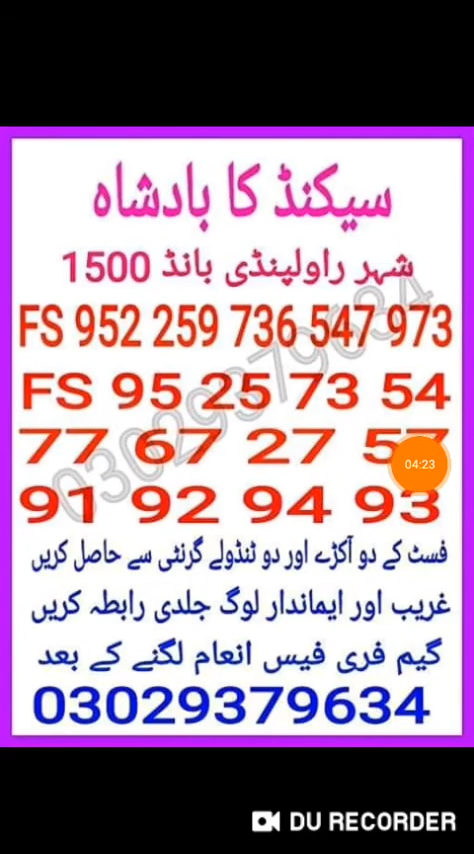 سیکنڈ کا بادشاہ
شہر راولپنڈی بانڈ 1500
FS 952 259 736 547 973
FS 95 25 73 54
77 67 27 57
04:23
91 92 94 93
03029379634
فسٹ کے دو آکڑے اور دو ٹنڈولے گرنٹی سے حاصل کریں
غریب اور ایماندار لوگ جلدی رابطہ کریں
گیم فری فیس انعام لگنے کے بعد
03029379634
DU RECORDER